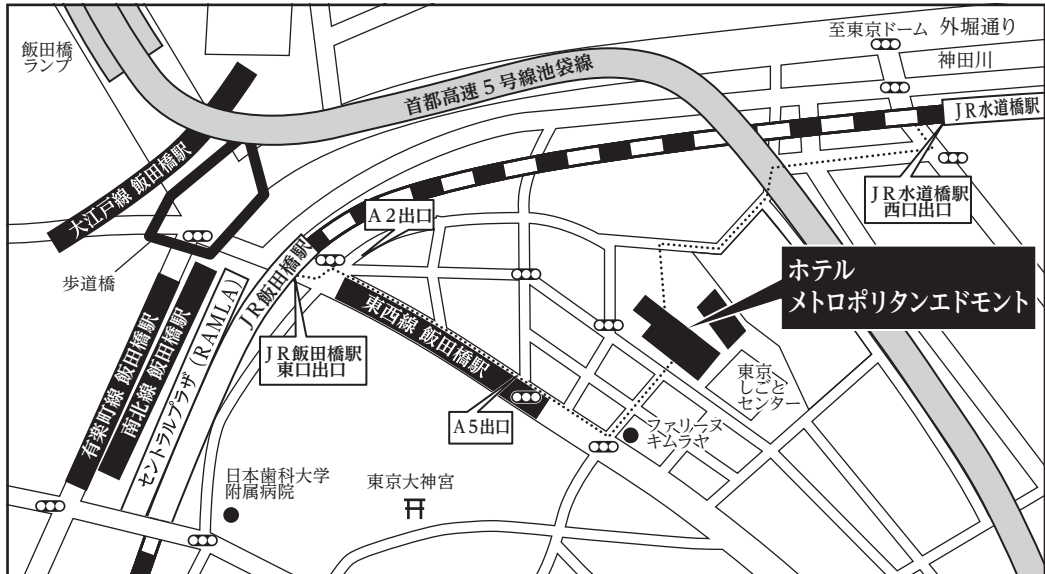 飯田橋
ランプ
至東京ドーム
外堀通り
神田川
首都高速5号線池袋線
JR水道橋駅
大江戸線 飯田橋駅
A2出口
JR水道橋駅
西口出口
歩道橋
JR飯田橋駅
ホテル
メトロポリタンエドモント
有楽町線 飯田橋駅
南北線 飯田橋駅
セントラルプラザ(RAMLA)
JR飯田橋駅
東口出口
東西線 飯田橋駅
東京
しごと
センター
A5出口
ファリーヌ
キムラヤ
日本歯科大学
附属病院
東京大神宮